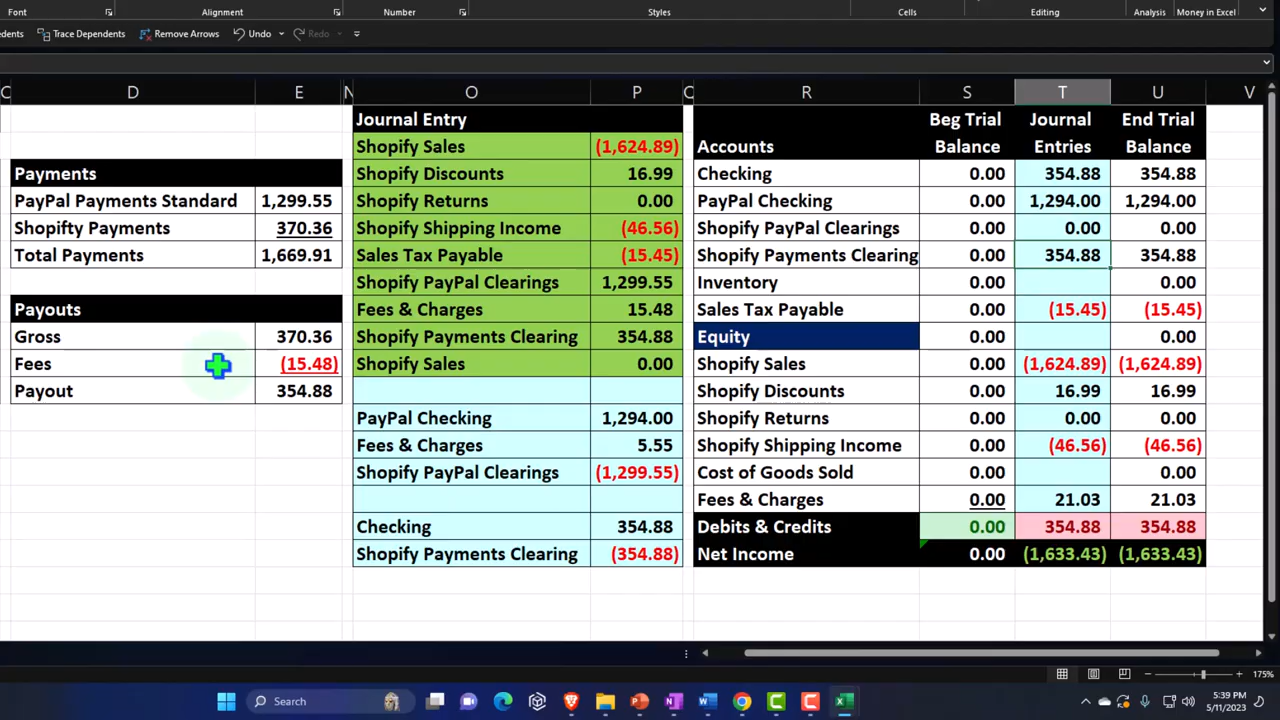 Font Alignment Number Styles Cells Editing Analysis Money in Excel
edents Trace Dependents Remove Arrows Undo Redo
C D E N O P C R S T U V
Journal Entry Beg Trial Journal End Trial
Shopify Sales (1,624.89) Accounts Balance Entries Balance
Payments Shopify Discounts 16.99 Checking 0.00 354.88 354.88
PayPal Payments Standard 1,299.55 Shopify Returns 0.00 PayPal Checking 0.00 1,294.00 1,294.00
Shopifty Payments 370.36 Shopify Shipping Income (46.56) Shopify PayPal Clearings 0.00 0.00 0.00
Total Payments 1,669.91 Sales Tax Payable (15.45) Shopify Payments Clearing 0.00 354.88 354.88
Shopify PayPal Clearings 1,299.55 Inventory 0.00 0.00
Payouts Fees & Charges 15.48 Sales Tax Payable 0.00 (15.45) (15.45)
Gross 370.36 Shopify Payments Clearing 354.88 Equity 0.00 0.00
Fees (15.48) Shopify Sales 0.00 Shopify Sales 0.00 (1,624.89) (1,624.89)
Payout 354.88 Shopify Discounts 0.00 16.99 16.99
PayPal Checking 1,294.00 Shopify Returns 0.00 0.00 0.00
Fees & Charges 5.55 Shopify Shipping Income 0.00 (46.56) (46.56)
Shopify PayPal Clearings (1,299.55) Cost of Goods Sold 0.00 0.00
Fees & Charges 0.00 21.03 21.03
Checking 354.88 Debits & Credits 0.00 354.88 354.88
Shopify Payments Clearing (354.88) Net Income 0.00 (1,633.43) (1,633.43)
175%
Search
5:39 PM
5/11/2023